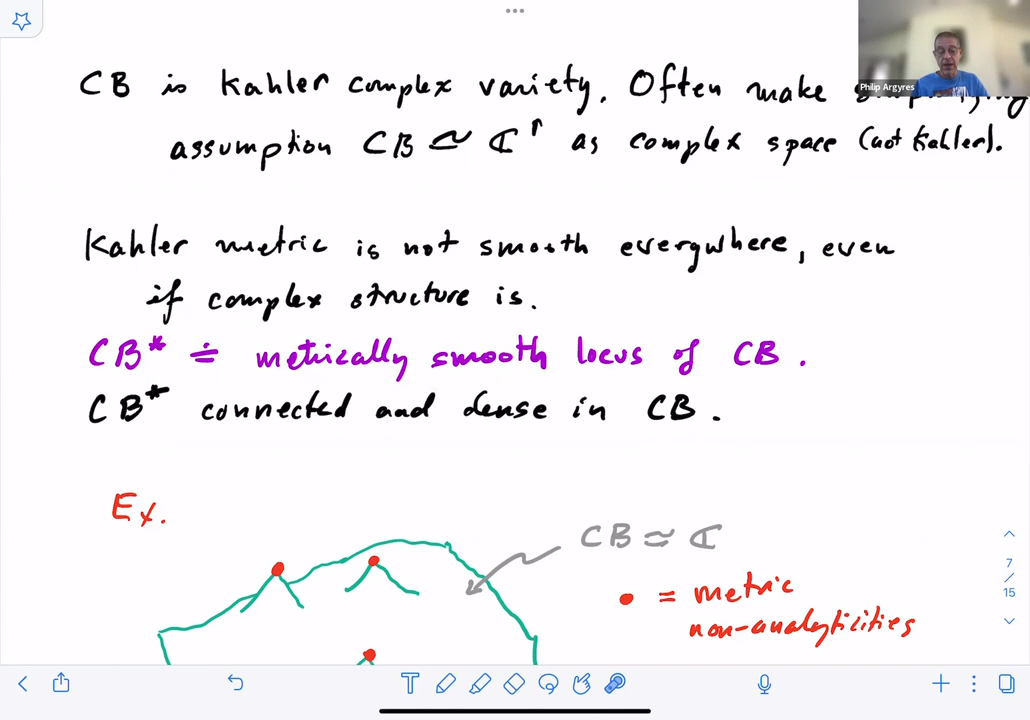 CB is Kahler complex variety. Often make
assumption CB ≃ ℂʳ as complex space (not Kahler).
Kahler metric is not smooth everywhere, even
if complex structure is.
CB* ≐ metrically smooth locus of CB.
CB* connected and dense in CB.
Ex.
CB ≃ ℂ
• = metric
non-analyticities
Philip Argyres
7
/
15
T